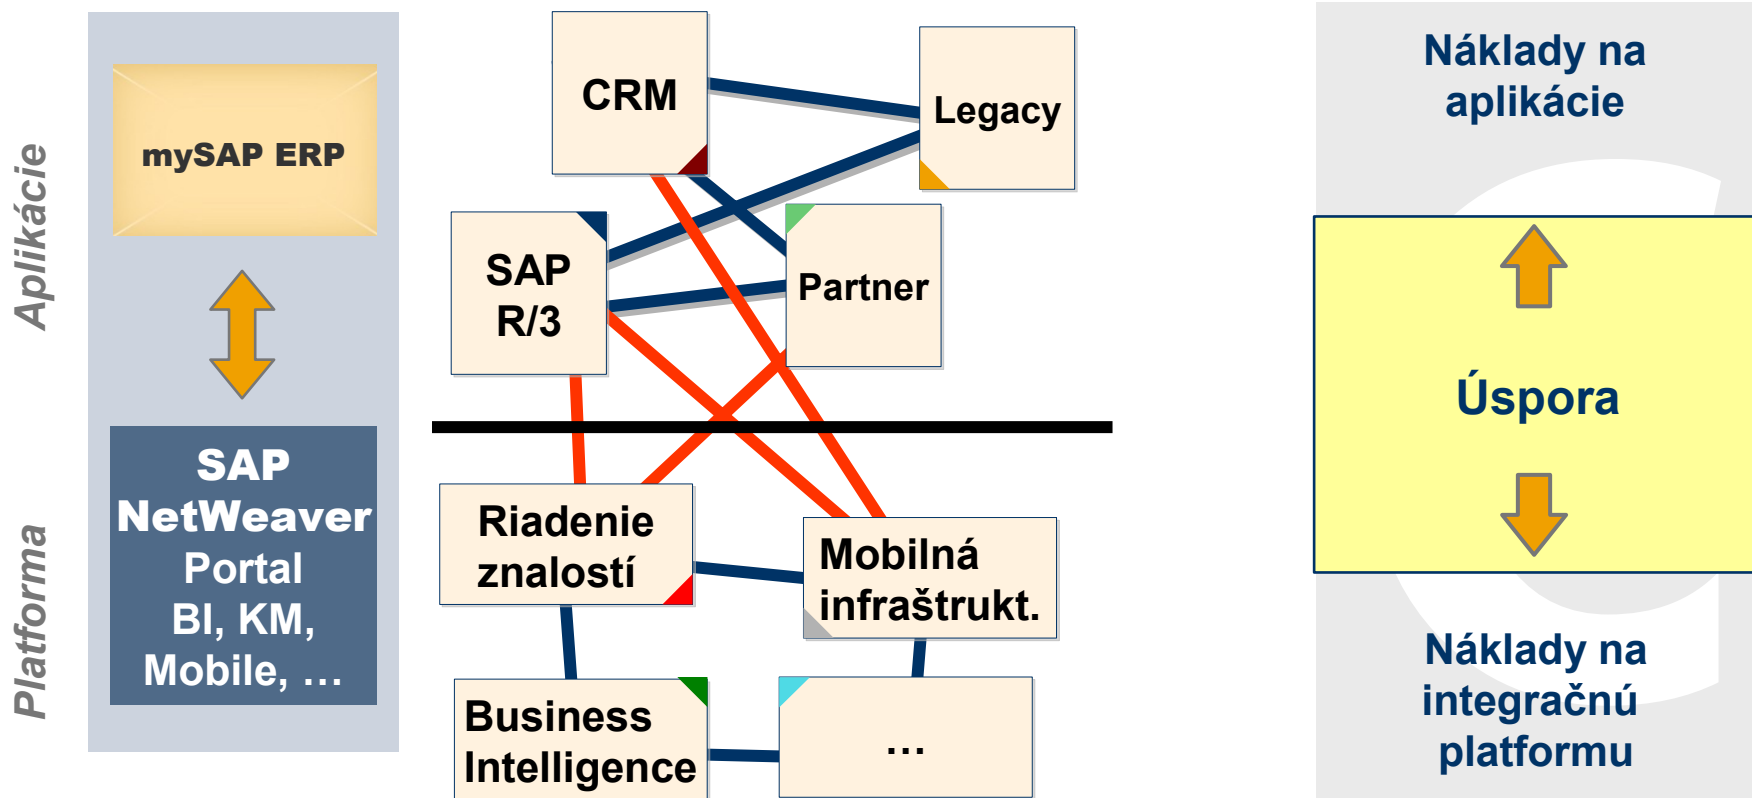 Aplikácie
Platforma
mySAP ERP
SAP
NetWeaver
Portal
BI, KM,
Mobile, …
CRM
Legacy
SAP
R/3
Partner
Riadenie
znalostí
Mobilná
infraštrukt.
Business
Intelligence
…
Náklady na
aplikácie
Úspora
Náklady na
integračnú
platformu